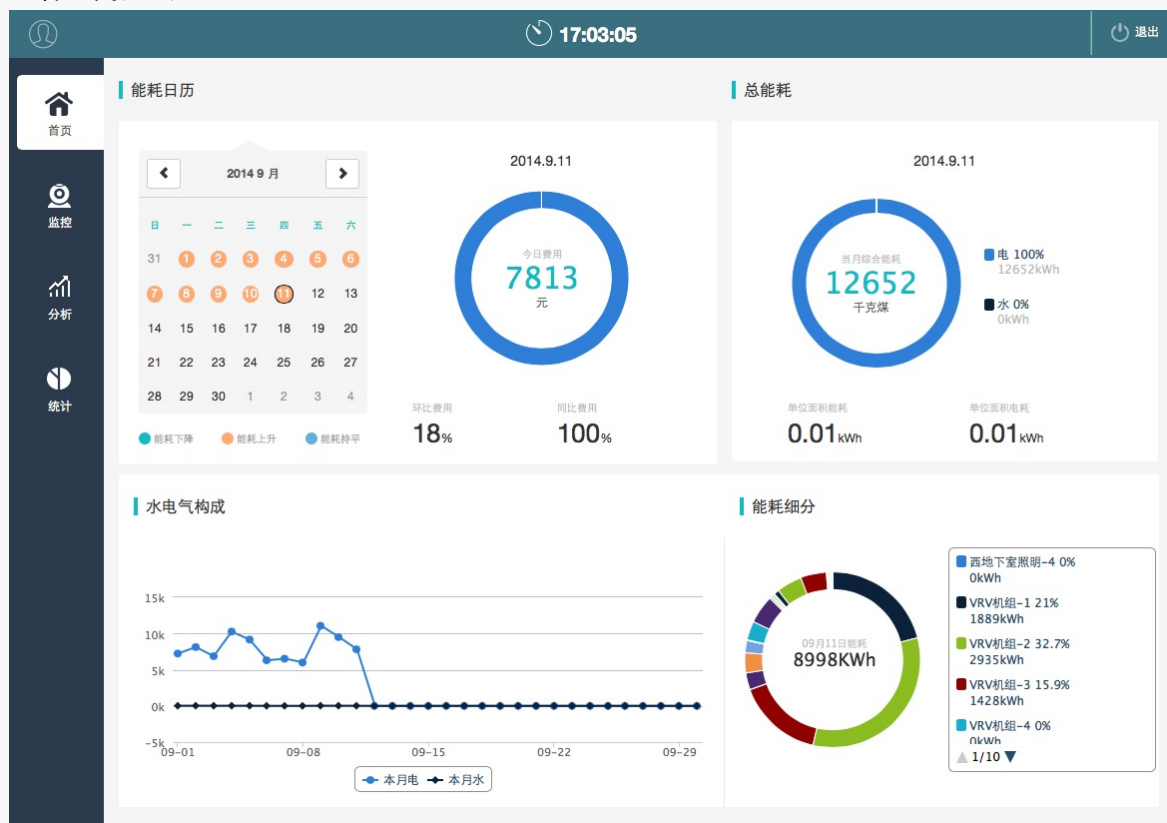 17:03:05
退出
首页
监控
分析
统计
能耗日历
2014 9 月
日 一 二 三 四 五 六
31 1 2 3 4 5 6
7 8 9 10 11 12 13
14 15 16 17 18 19 20
21 22 23 24 25 26 27
28 29 30 1 2 3 4
能耗下降 能耗上升 能耗持平
2014.9.11
今日费用
7813
元
环比费用 同比费用
18% 100%
总能耗
2014.9.11
当月综合能耗
12652
千克煤
电 100%
12652kWh
水 0%
0kWh
单位面积能耗 单位面积电耗
0.01kWh 0.01kWh
水电气构成
15k
10k
5k
0k
-5k
09-01 09-08 09-15 09-22 09-29
本月电 本月水
能耗细分
09月11日能耗
8998KWh
西地下室照明-4 0%
0kWh
VRV机组-1 21%
1889kWh
VRV机组-2 32.7%
2935kWh
VRV机组-3 15.9%
1428kWh
VRV机组-4 0%
0kWh
1/10